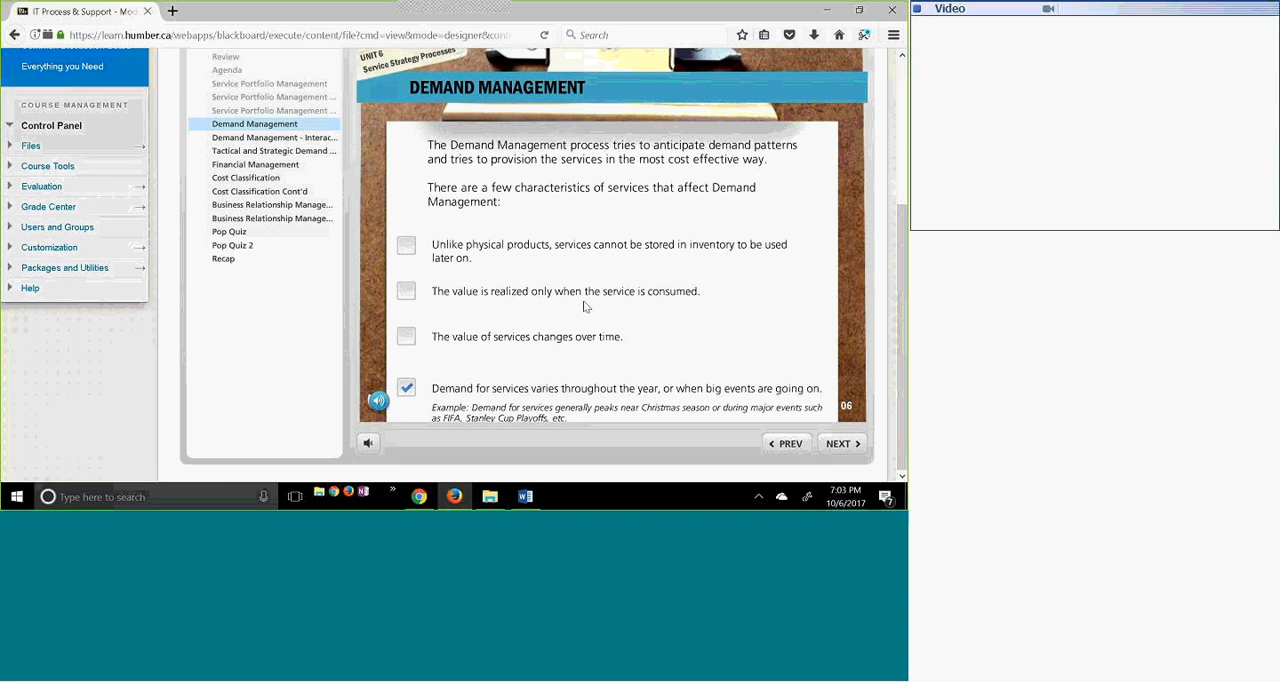 IT Process & Support - Mod
https://learn.humber.ca/webapps/blackboard/execute/content/file?cmd=view&mode=designer&cont
Search
Video
Everything you Need
COURSE MANAGEMENT
Control Panel
Files
Course Tools
Evaluation
Grade Center
Users and Groups
Customization
Packages and Utilities
Help
Review
Agenda
Service Portfolio Management
Service Portfolio Management ...
Service Portfolio Management ...
Demand Management
Demand Management - Interac...
Tactical and Strategic Demand ...
Financial Management
Cost Classification
Cost Classification Cont'd
Business Relationship Manage...
Business Relationship Manage...
Pop Quiz
Pop Quiz 2
Recap
UNIT 6
Service Strategy Processes
DEMAND MANAGEMENT
The Demand Management process tries to anticipate demand patterns
and tries to provision the services in the most cost effective way.
There are a few characteristics of services that affect Demand
Management:
Unlike physical products, services cannot be stored in inventory to be used
later on.
The value is realized only when the service is consumed.
The value of services changes over time.
Demand for services varies throughout the year, or when big events are going on.
Example: Demand for services generally peaks near Christmas season or during major events such
as FIFA, Stanley Cup Playoffs, etc.
06
PREV
NEXT
Type here to search
7:03 PM
10/6/2017
7